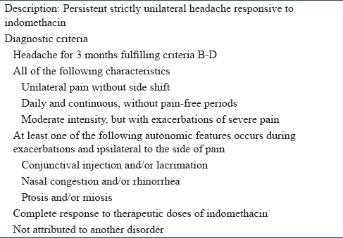 Description: Persistent strictly unilateral headache responsive to
indomethacin
Diagnostic criteria
Headache for 3 months fulfilling criteria B-D
All of the following characteristics
Unilateral pain without side shift
Daily and continuous, without pain-free periods
Moderate intensity, but with exacerbations of severe pain
At least one of the following autonomic features occurs during
exacerbations and ipsilateral to the side of pain
Conjunctival injection and/or lacrimation
Nasal congestion and/or rhinorrhea
Ptosis and/or miosis
Complete response to therapeutic doses of indomethacin
Not attributed to another disorder